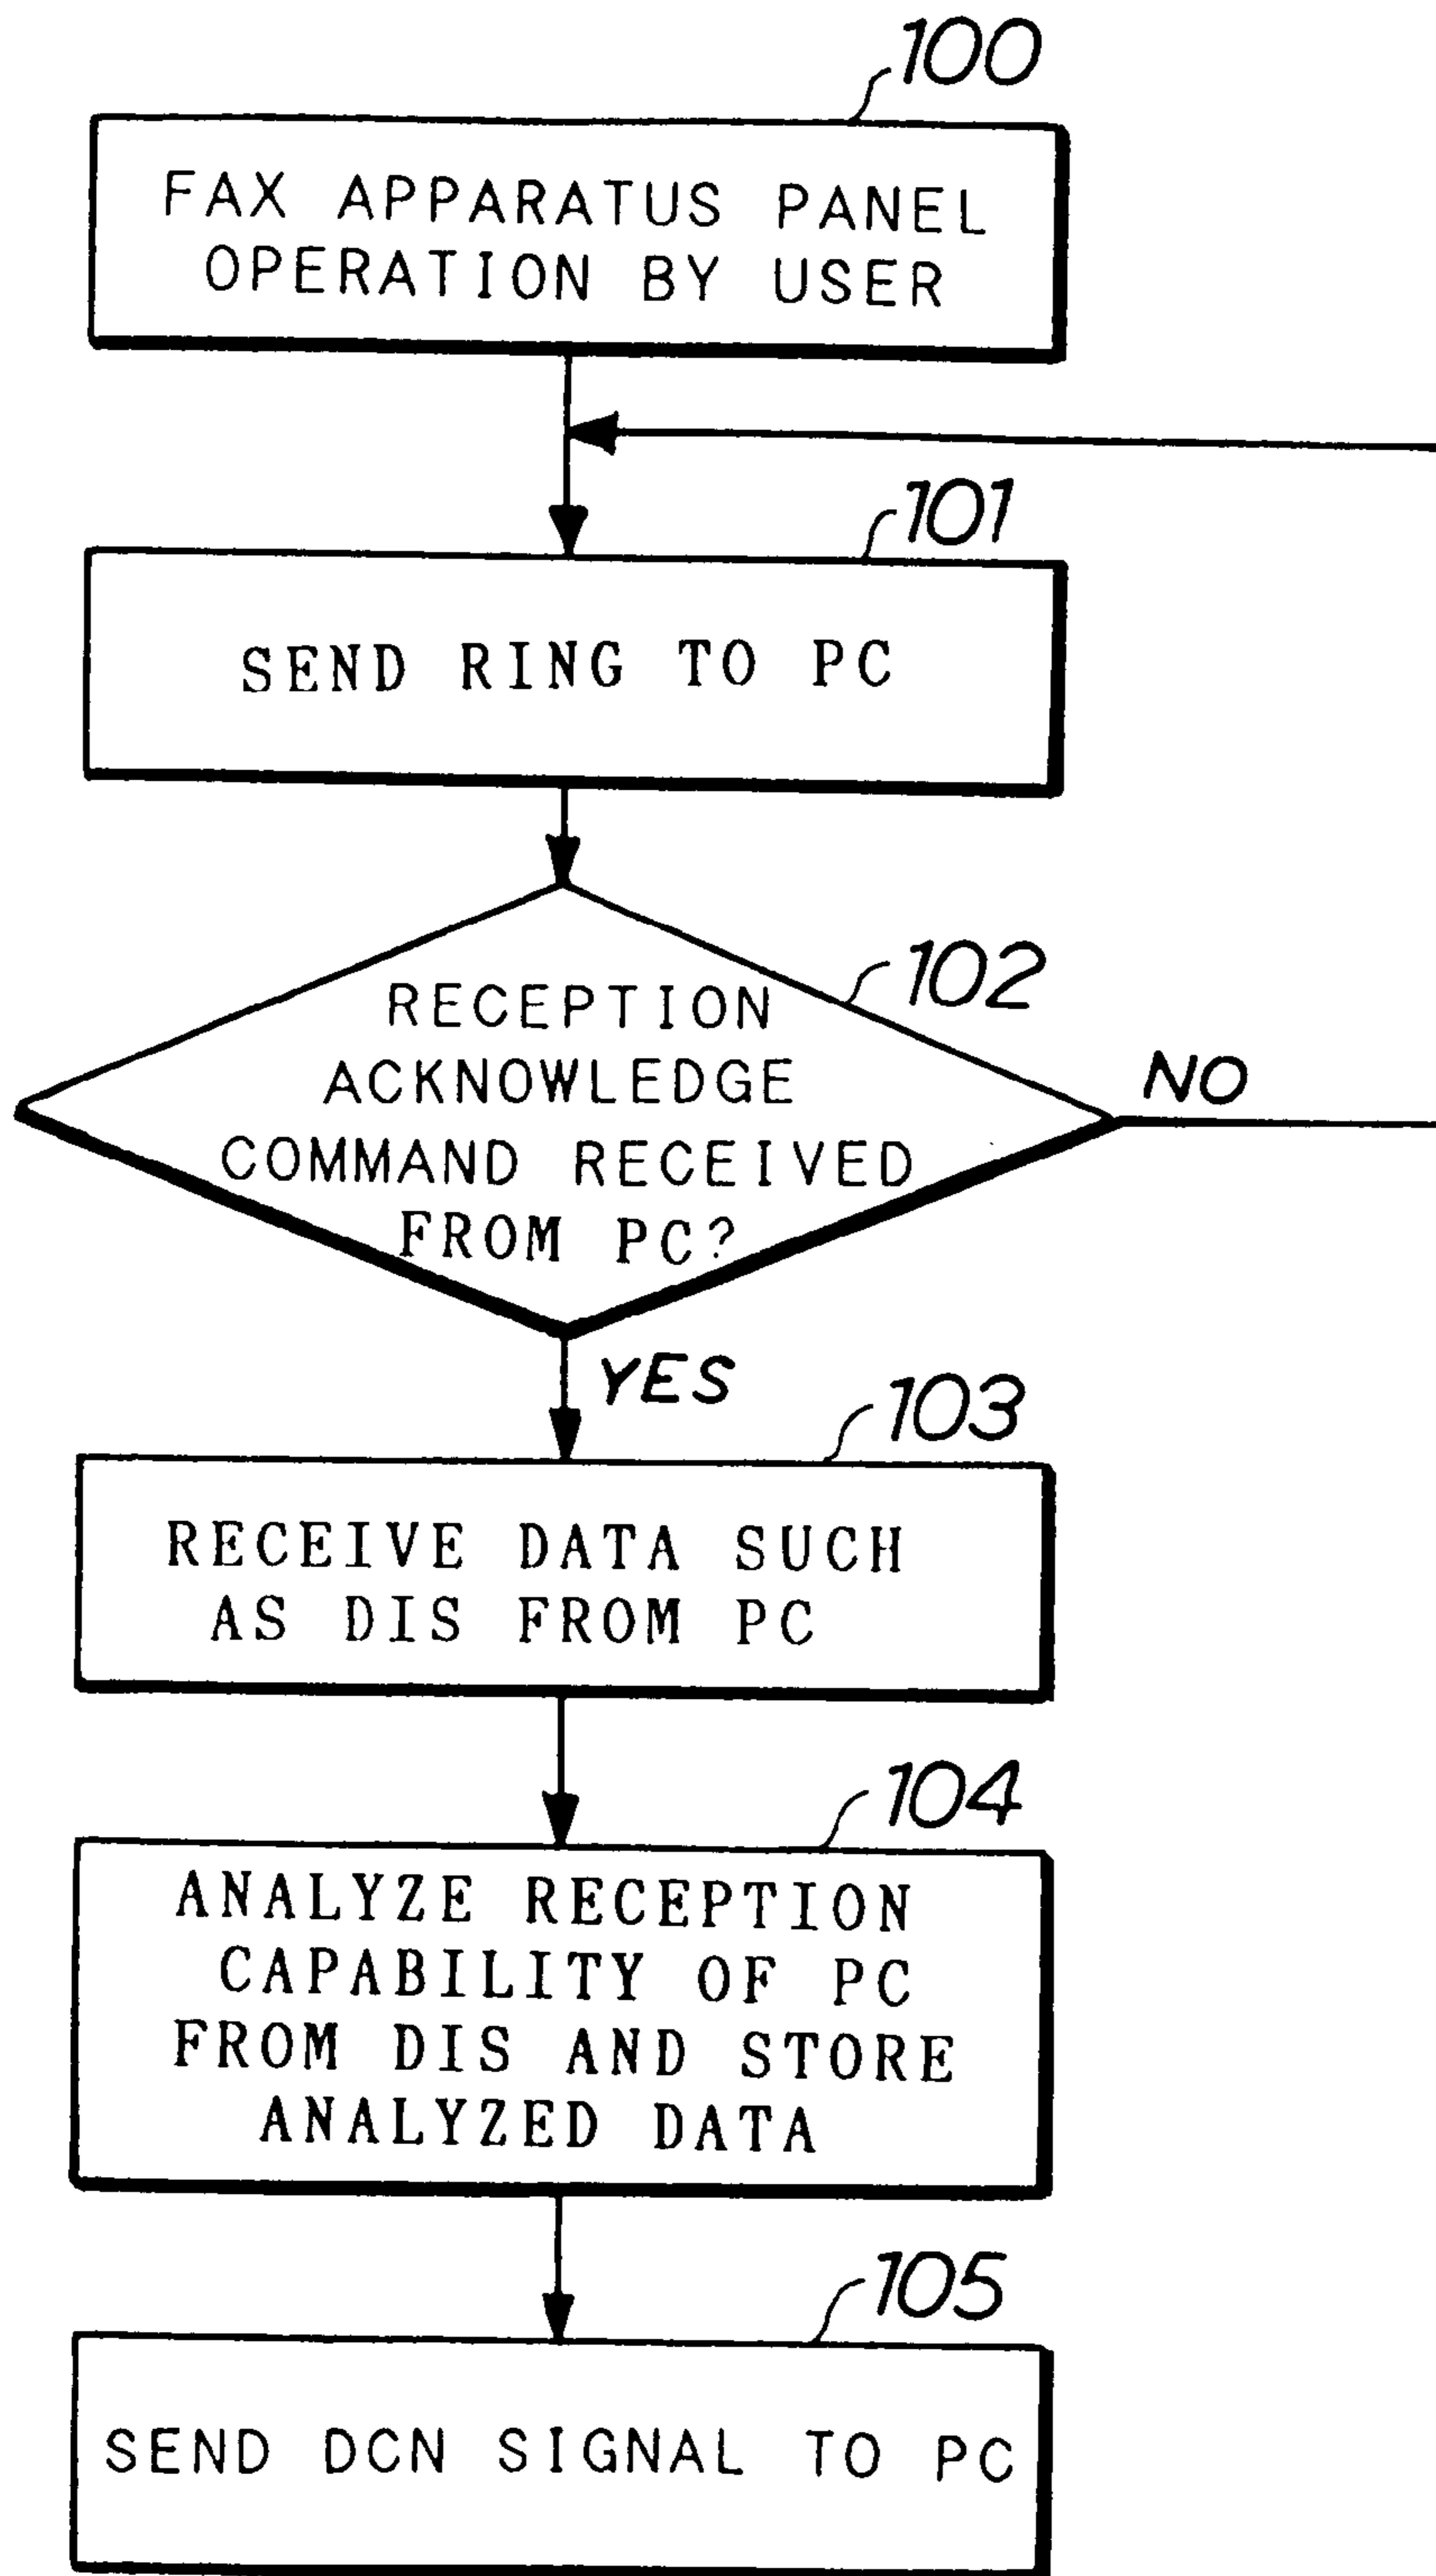 100
FAX APPARATUS PANEL
OPERATION BY USER
101
SEND RING TO PC
102
RECEPTION
ACKNOWLEDGE
COMMAND RECEIVED
FROM PC?
NO
YES
103
RECEIVE DATA SUCH
AS DIS FROM PC
104
ANALYZE RECEPTION
CAPABILITY OF PC
FROM DIS AND STORE
ANALYZED DATA
105
SEND DCN SIGNAL TO PC